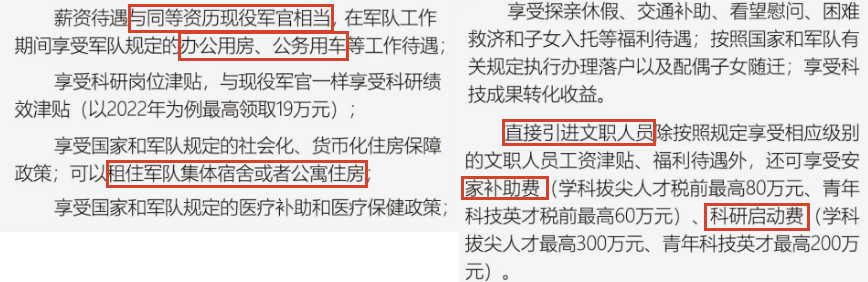 薪资待遇与同等资历现役军官相当，在军队工作
期间享受军队规定的办公用房、公务用车等工作待遇；
享受科研岗位津贴，与现役军官一样享受科研绩
效津贴（以2022年为例最高领取19万元）；
享受国家和军队规定的社会化、货币化住房保障
政策；可以租住军队集体宿舍或者公寓住房；
享受国家和军队规定的医疗补助和医疗保健政策；
享受探亲休假、交通补助、看望慰问、困难
救济和子女入托等福利待遇；按照国家和军队有
关规定执行办理落户以及配偶子女随迁；享受科
技成果转化收益。
直接引进文职人员除按照规定享受相应级别
的文职人员工资津贴、福利待遇外，还可享受安
家补助费（学科拔尖人才税前最高80万元、青年
科技英才税前最高60万元）、科研启动费（学科
拔尖人才最高300万元、青年科技英才最高200万
元）。